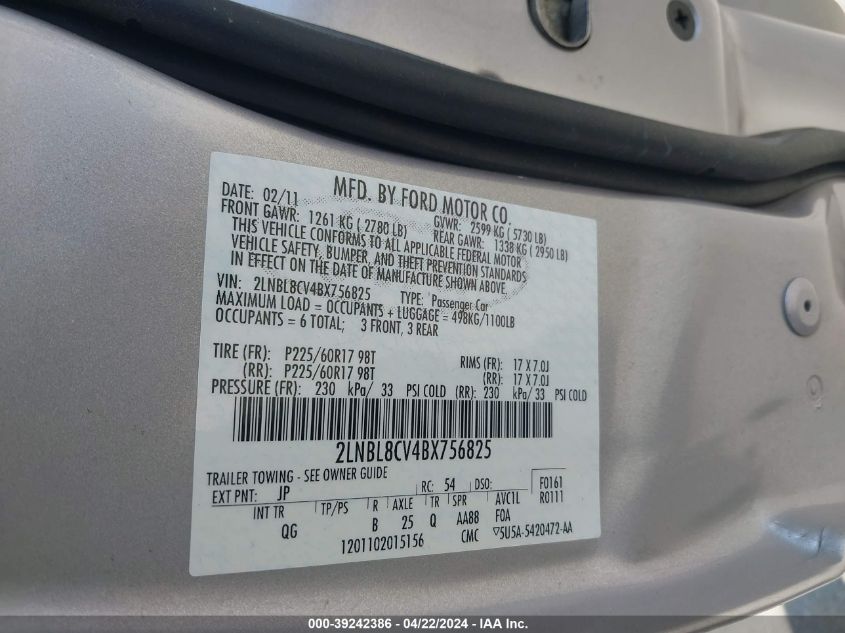 MFD. BY FORD MOTOR CO.
DATE: 02/11 GVWR: 2599 KG ( 5730 LB)
FRONT GAWR: 1261 KG ( 2780 LB) REAR GAWR: 1338 KG ( 2950 LB)
THIS VEHICLE CONFORMS TO ALL APPLICABLE FEDERAL MOTOR
VEHICLE SAFETY, BUMPER, AND THEFT PREVENTION STANDARDS
IN EFFECT ON THE DATE OF MANUFACTURE SHOWN ABOVE.
VIN: 2LNBL8CV4BX756825 TYPE: Passenger Car
MAXIMUM LOAD = OCCUPANTS + LUGGAGE = 498KG/1100LB
OCCUPANTS = 6 TOTAL; 3 FRONT, 3 REAR
TIRE (FR): P225/60R17 98T RIMS (FR): 17 X 7.0J
(RR): P225/60R17 98T (RR): 17 X 7.0J
PRESSURE (FR): 230 kPa/ 33 PSI COLD (RR): 230 kPa/ 33 PSI COLD
2LNBL8CV4BX756825
TRAILER TOWING - SEE OWNER GUIDE
EXT PNT: JP RC: 54 DSO: F0161
R0111
INT TR TP/PS R AXLE TR SPR AVC1L
QG B 25 Q AA88 FOA
1201102015156 CMC ▽5U5A-5420472-AA
000-39242386 - 04/22/2024 - IAA Inc.